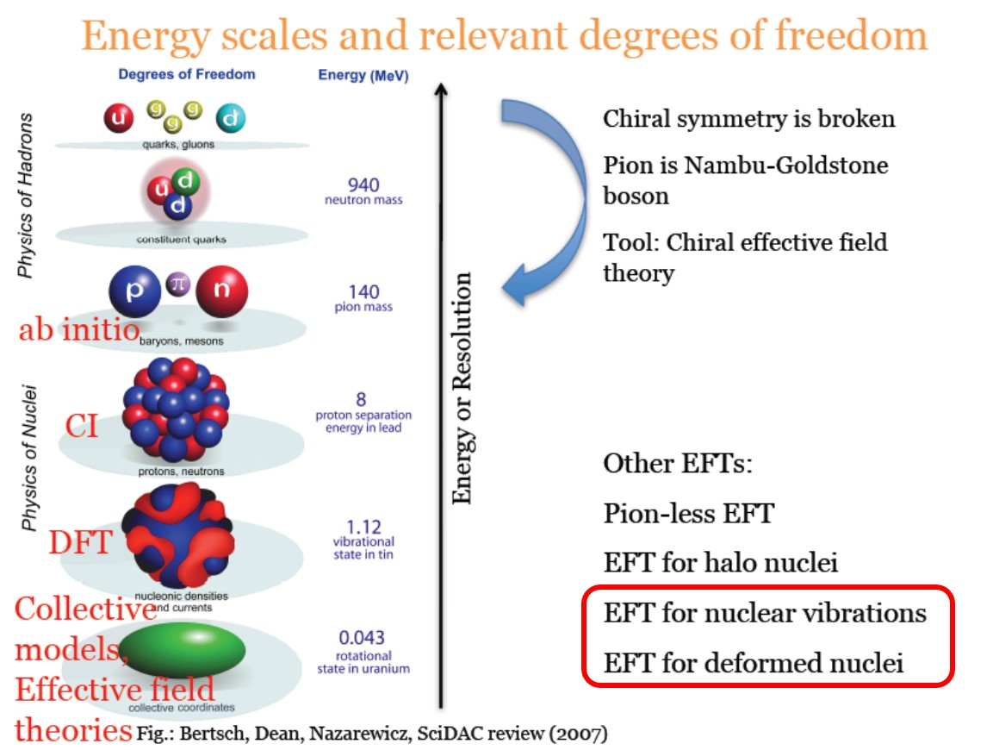 Energy scales and relevant degrees of freedom
Degrees of Freedom
Energy (MeV)
Physics of Hadrons
u g g g d
quarks, gluons
u d d
constituent quarks
940
neutron mass
p π n
140
pion mass
ab initio
baryons, mesons
Physics of Nuclei
CI
protons, neutrons
8
proton separation
energy in lead
DFT
nucleonic densities
and currents
1.12
vibrational
state in tin
Collective
models,
Effective field
theories
collective coordinates
0.043
rotational
state in uranium
Energy or Resolution
Chiral symmetry is broken
Pion is Nambu-Goldstone
boson
Tool: Chiral effective field
theory
Other EFTs:
Pion-less EFT
EFT for halo nuclei
EFT for nuclear vibrations
EFT for deformed nuclei
Fig.: Bertsch, Dean, Nazarewicz, SciDAC review (2007)